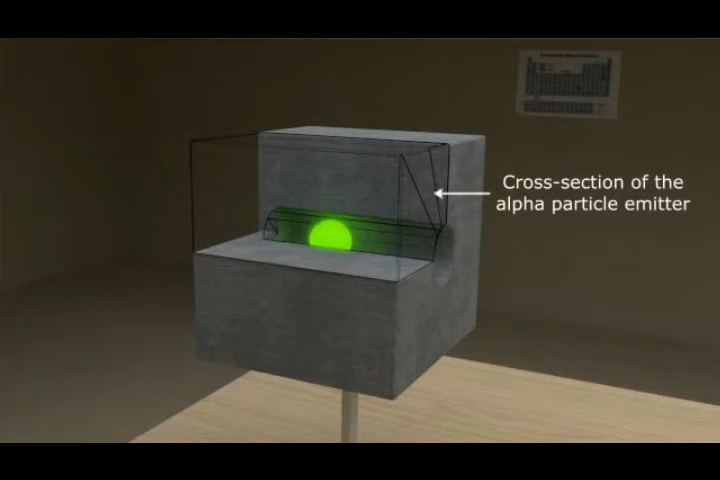 Cross-section of the
alpha particle emitter